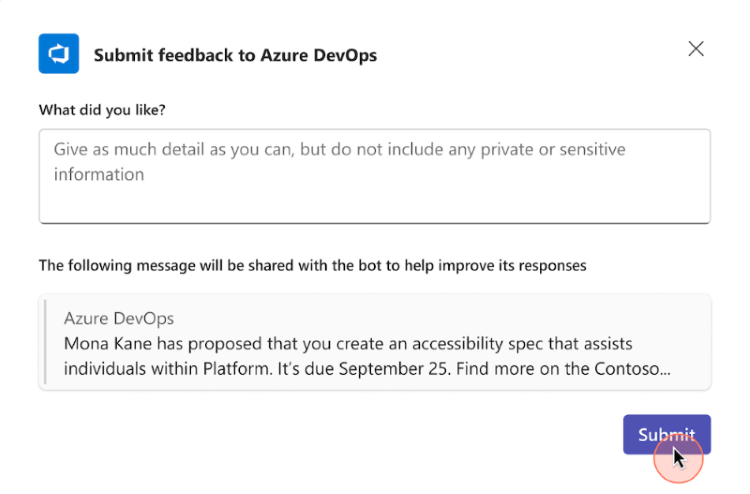 Submit feedback to Azure DevOps
What did you like?
Give as much detail as you can, but do not include any private or sensitive
information
The following message will be shared with the bot to help improve its responses
Azure DevOps
Mona Kane has proposed that you create an accessibility spec that assists
individuals within Platform. It's due September 25. Find more on the Contoso...
Submit